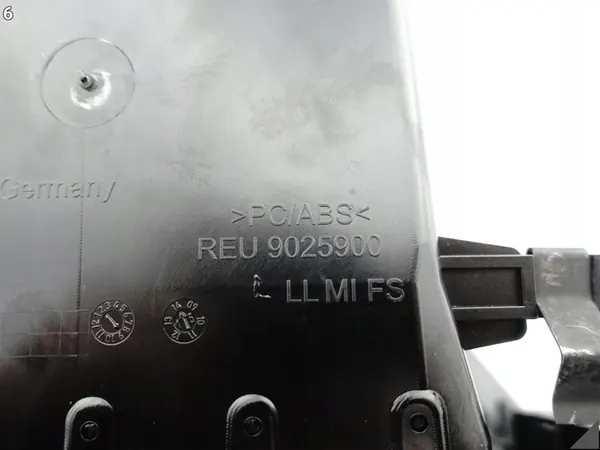 6
Germany
>PC/ABS<
REU 9025900
L LL MI FS